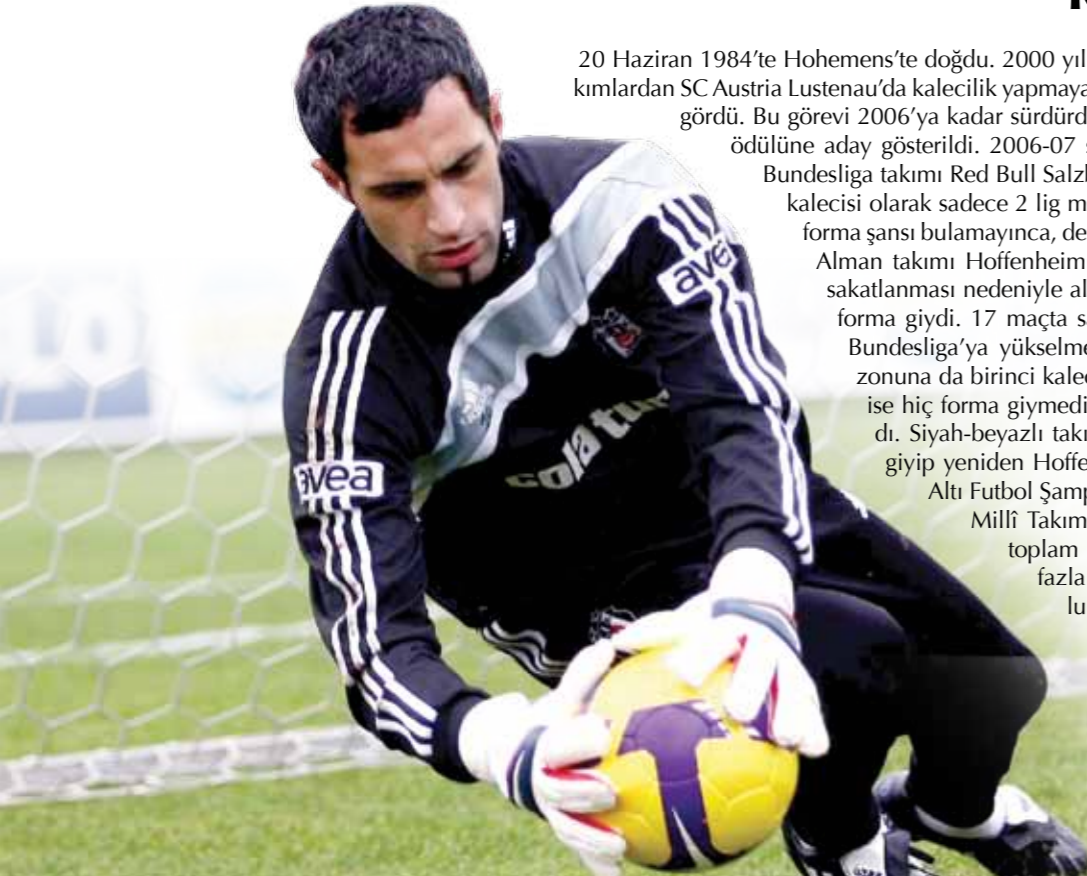 20 Haziran 1984’te Hohemens’te doğdu. 2000 yıl
kımlardan SC Austria Lustenau’da kalecilik yapmaya
gördü. Bu görevi 2006’ya kadar sürdürd
ödülüne aday gösterildi. 2006-07 s
Bundesliga takımı Red Bull Salzb
kalecisi olarak sadece 2 lig m
forma şansı bulamayınca, de
Alman takımı Hoffenheim
sakatlanması nedeniyle al
forma giydi. 17 maçta s
Bundesliga’ya yükselme
zonuna da birinci kalec
ise hiç forma giymedi
dı. Siyah-beyazlı takı
giyip yeniden Hoffe
Altı Futbol Şamp
Millî Takım
toplam
fazla
lu
avea
cola tur
avea